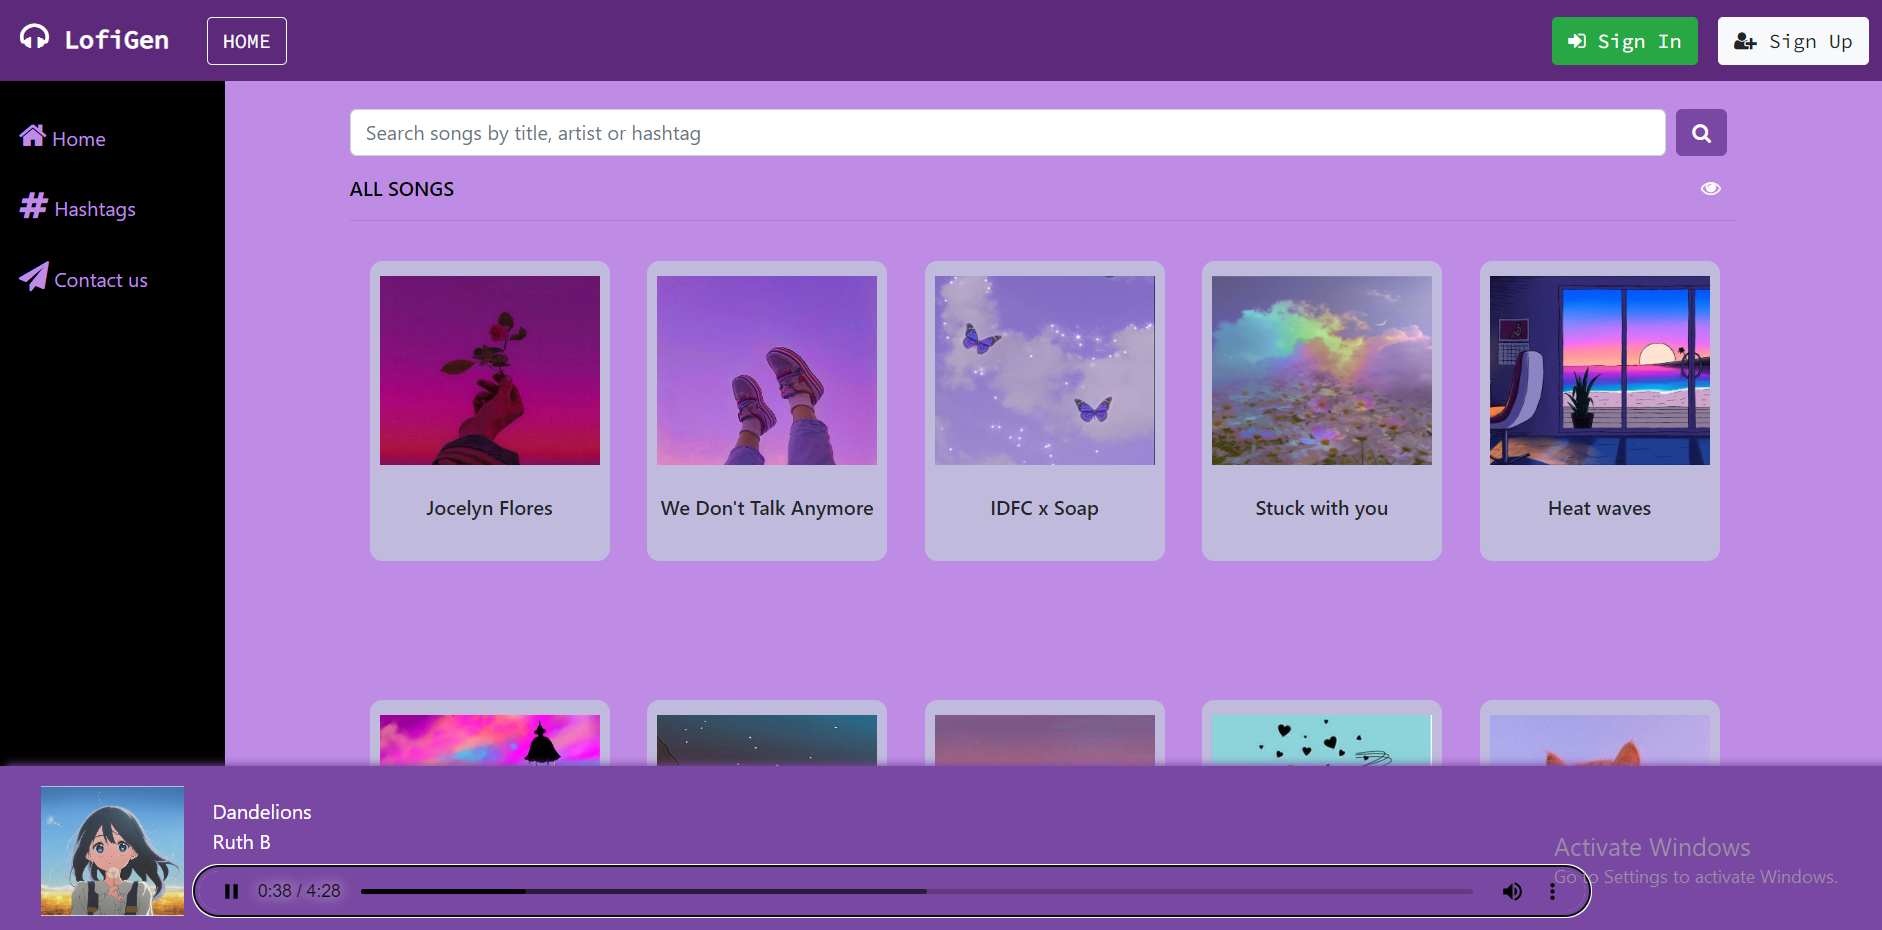 LofiGen
HOME
Sign In
Sign Up
Home
Hashtags
Contact us
Search songs by title, artist or hashtag
ALL SONGS
Jocelyn Flores
We Don't Talk Anymore
IDFC x Soap
Stuck with you
Heat waves
Dandelions
Ruth B
0:38 / 4:28
Activate Windows
Go to Settings to activate Windows.